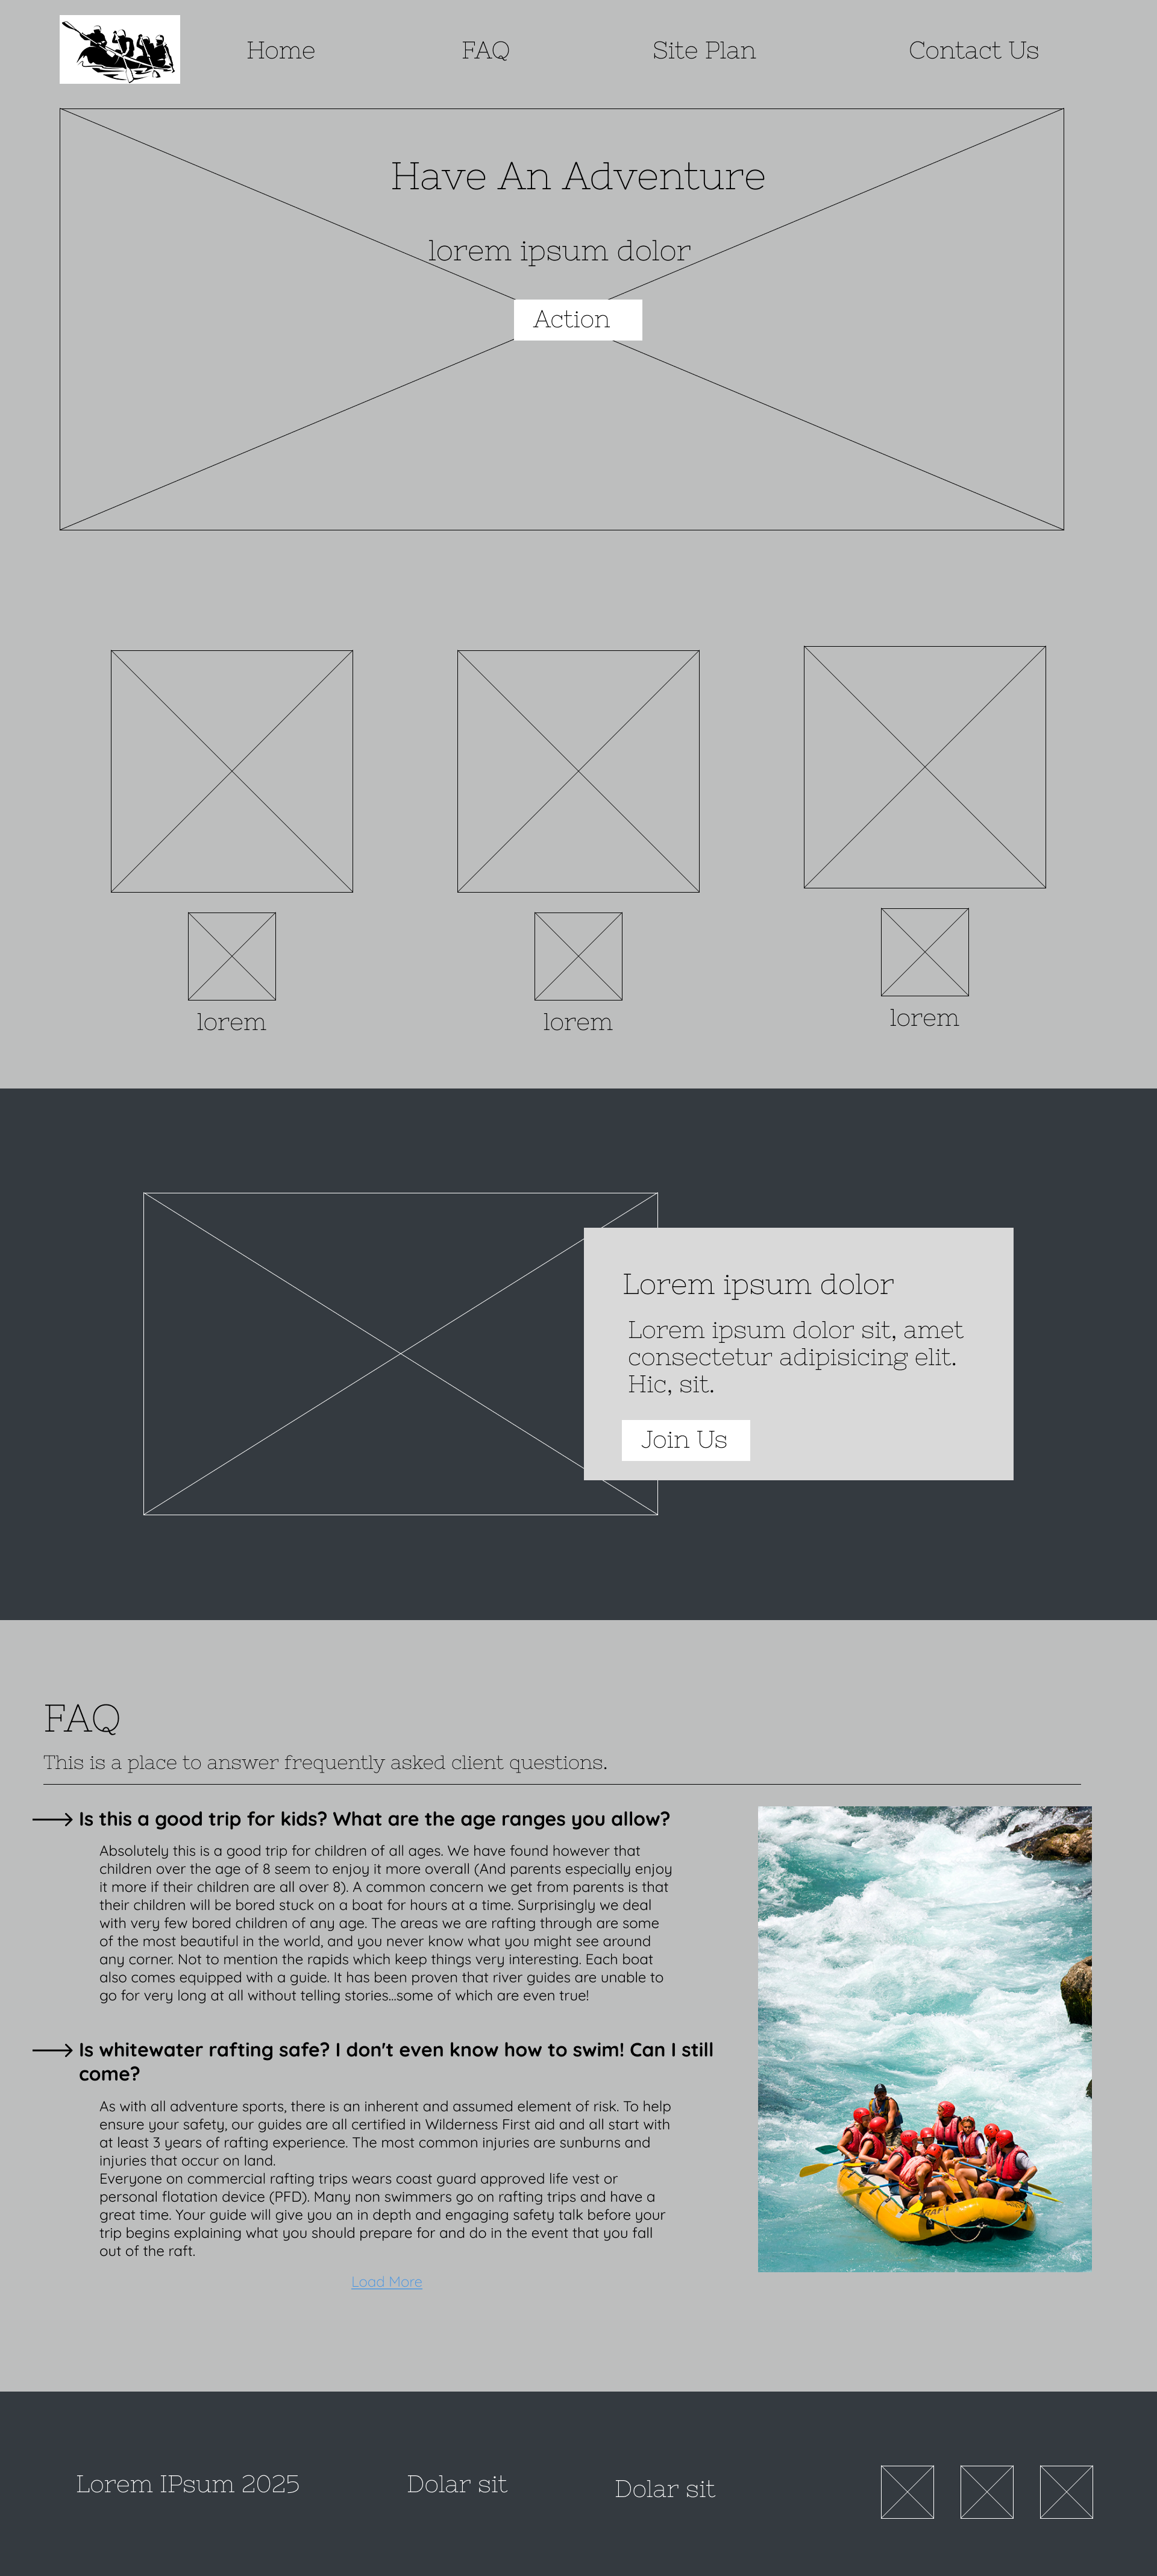 Home FAQ Site Plan Contact Us
Have An Adventure
lorem ipsum dolor
Action
lorem lorem lorem
Lorem ipsum dolor
Lorem ipsum dolor sit, amet
consectetur adipisicing elit.
Hic, sit.
Join Us
FAQ
This is a place to answer frequently asked client questions.
Is this a good trip for kids? What are the age ranges you allow?
Absolutely this is a good trip for children of all ages. We have found however that
children over the age of 8 seem to enjoy it more overall (And parents especially enjoy
it more if their children are all over 8). A common concern we get from parents is that
their children will be bored stuck on a boat for hours at a time. Surprisingly we deal
with very few bored children of any age. The areas we are rafting through are some
of the most beautiful in the world, and you never know what you might see around
any corner. Not to mention the rapids which keep things very interesting. Each boat
also comes equipped with a guide. It has been proven that river guides are unable to
go for very long at all without telling stories...some of which are even true!
Is whitewater rafting safe? I don't even know how to swim! Can I still
come?
As with all adventure sports, there is an inherent and assumed element of risk. To help
ensure your safety, our guides are all certified in Wilderness First aid and all start with
at least 3 years of rafting experience. The most common injuries are sunburns and
injuries that occur on land.
Everyone on commercial rafting trips wears coast guard approved life vest or
personal flotation device (PFD). Many non swimmers go on rafting trips and have a
great time. Your guide will give you an in depth and engaging safety talk before your
trip begins explaining what you should prepare for and do in the event that you fall
out of the raft.
Load More
Lorem IPsum 2025 Dolar sit Dolar sit